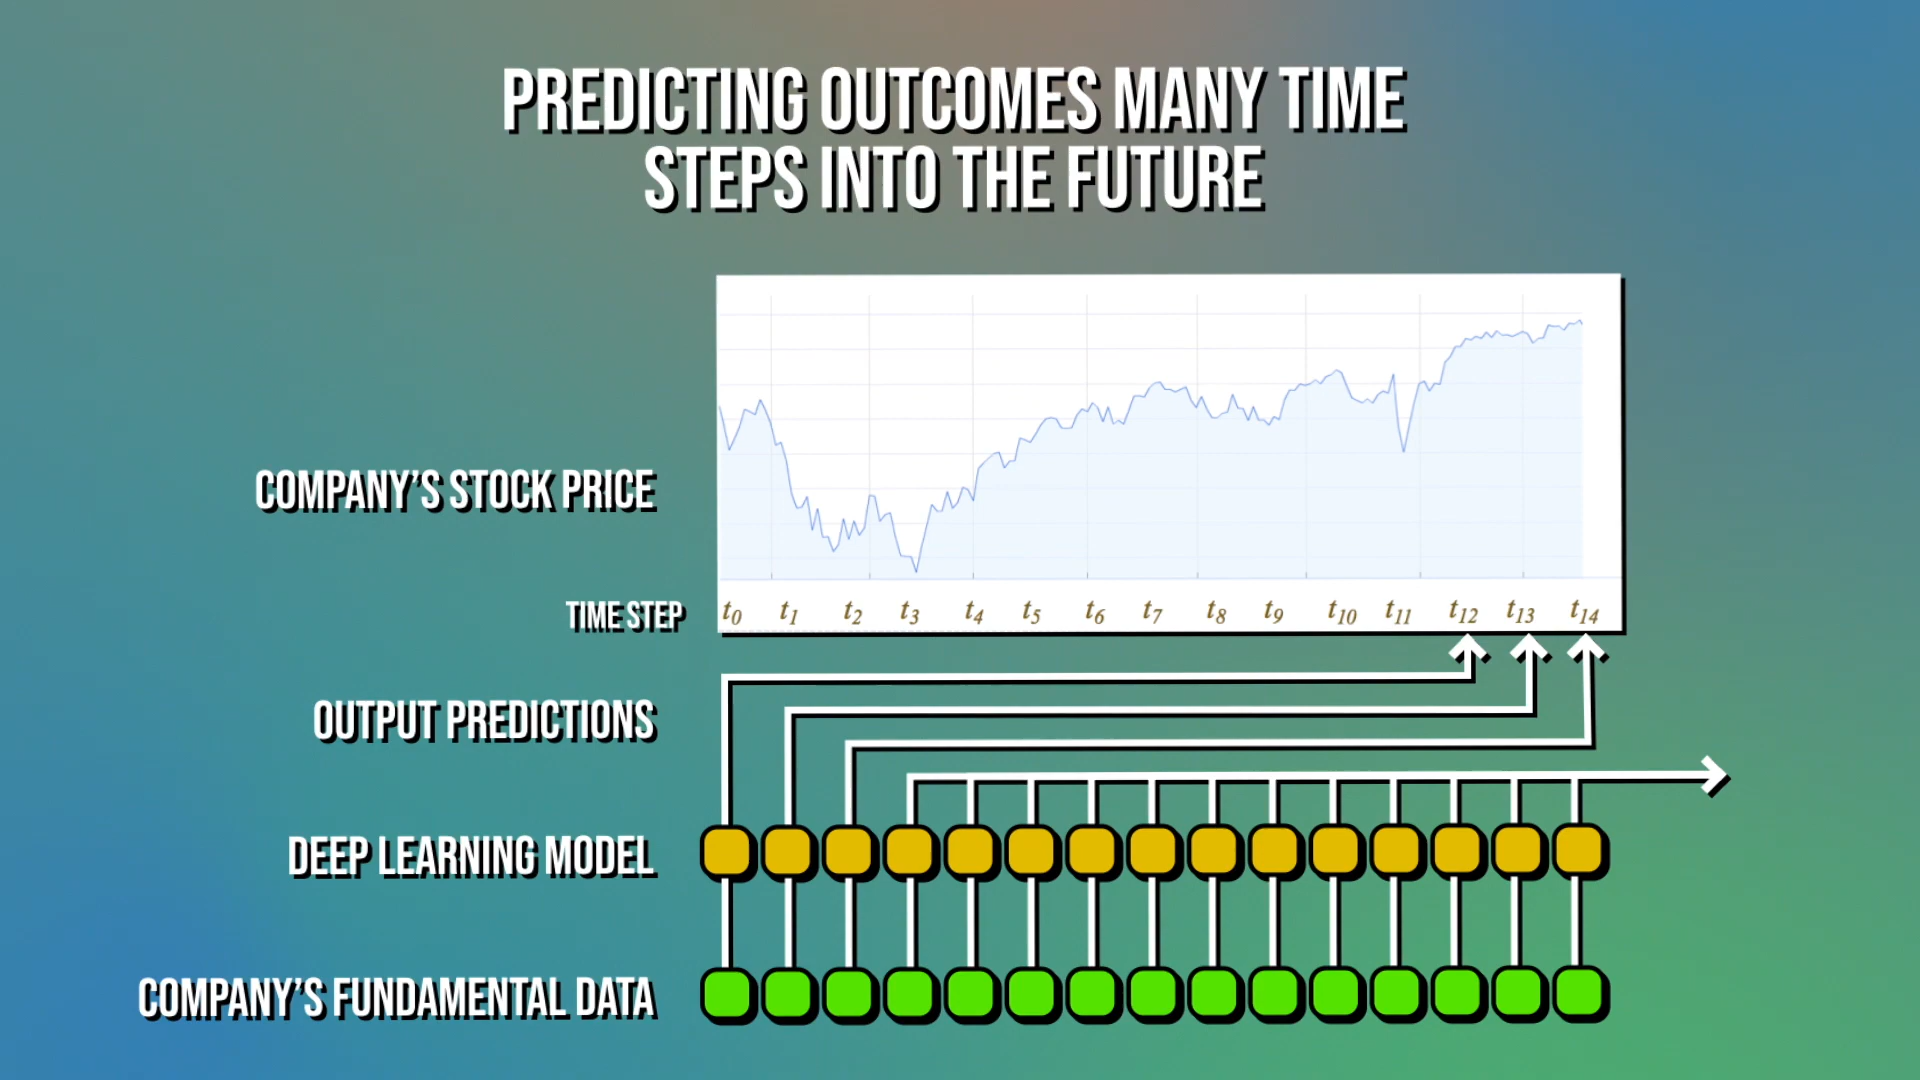 PREDICTING OUTCOMES MANY TIME
STEPS INTO THE FUTURE
COMPANY'S STOCK PRICE
TIME STEP
t0 t1 t2 t3 t4 t5 t6 t7 t8 t9 t10 t11 t12 t13 t14
OUTPUT PREDICTIONS
DEEP LEARNING MODEL
COMPANY'S FUNDAMENTAL DATA